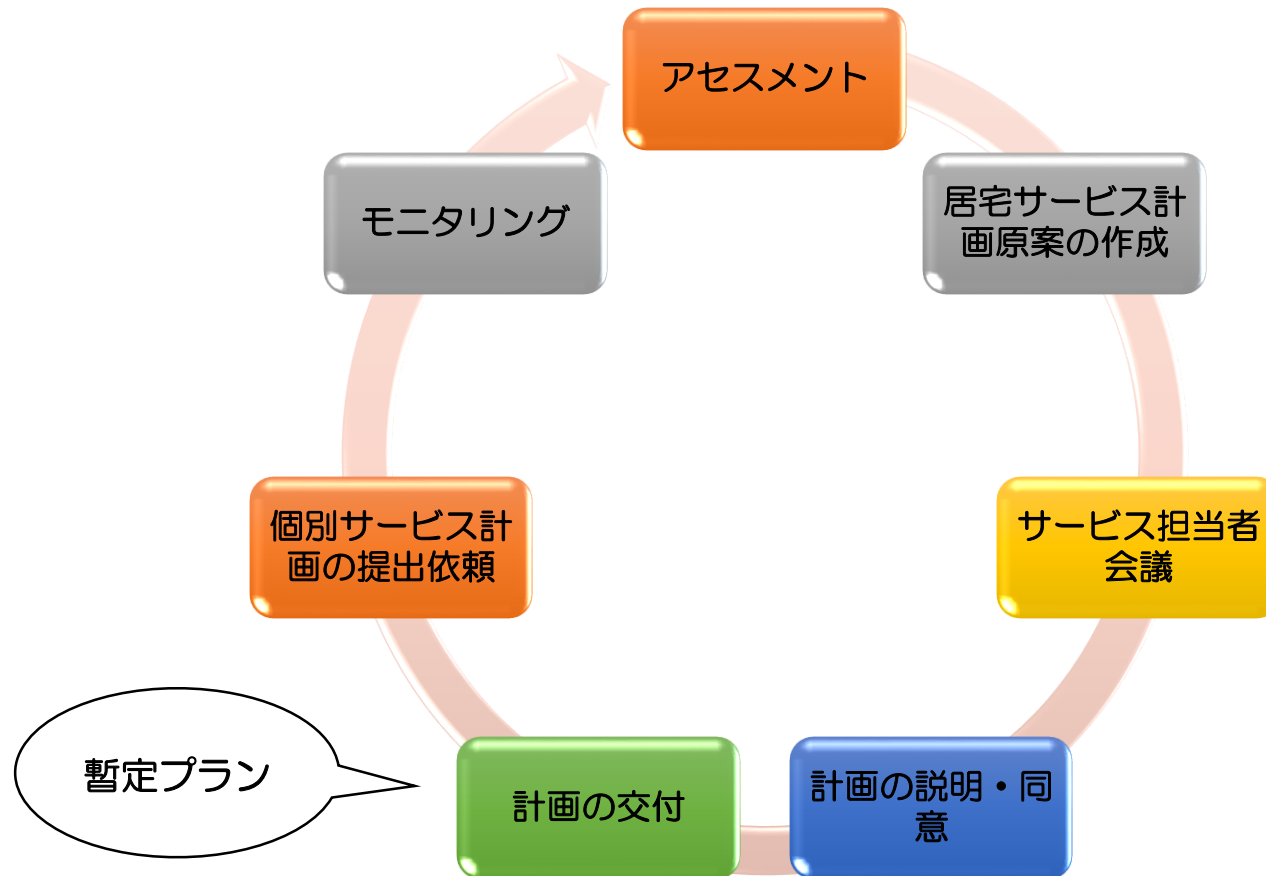 アセスメント
居宅サービス計
画原案の作成
サービス担当者
会議
計画の説明・同
意
計画の交付
個別サービス計
画の提出依頼
モニタリング
暫定プラン